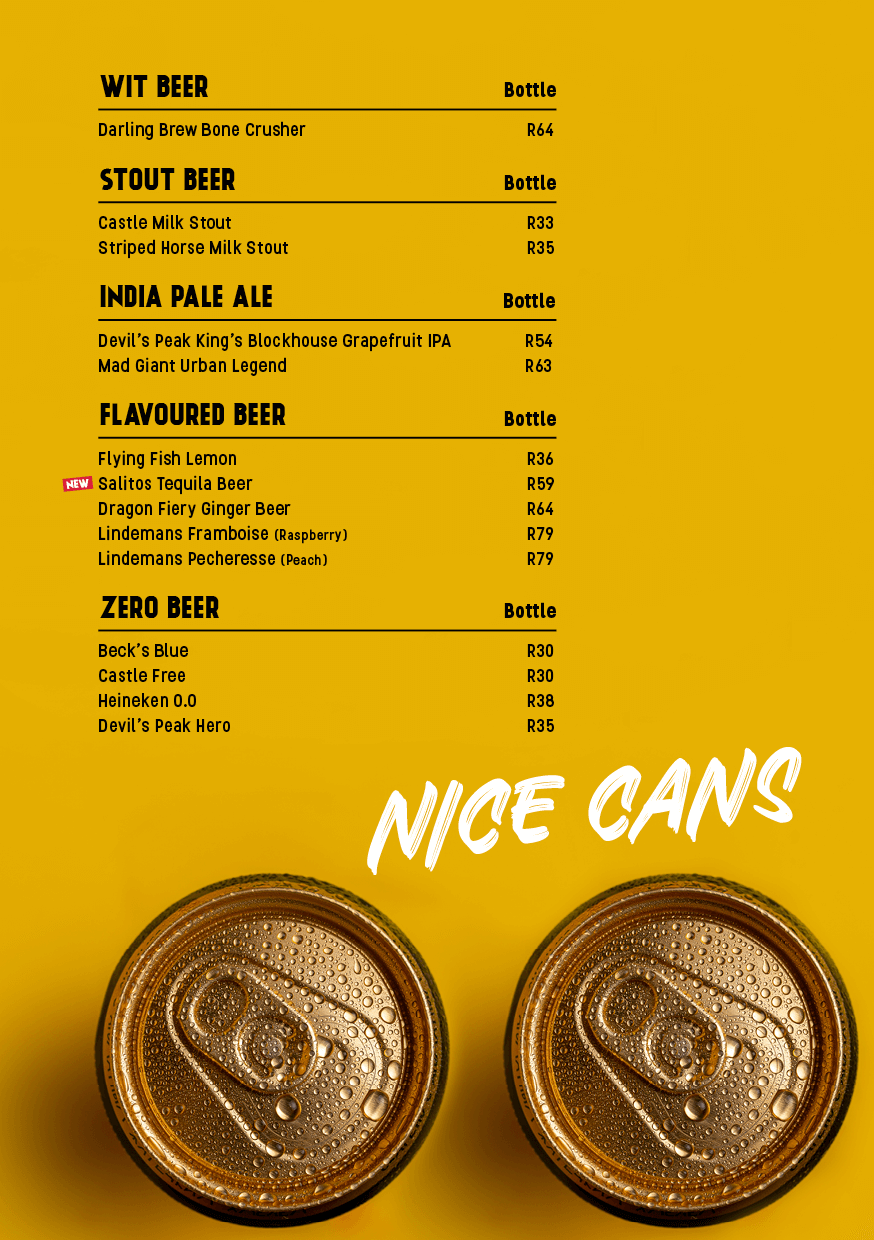 WIT BEER Bottle
Darling Brew Bone Crusher R64
STOUT BEER Bottle
Castle Milk Stout R33
Striped Horse Milk Stout R35
INDIA PALE ALE Bottle
Devil's Peak King's Blockhouse Grapefruit IPA R54
Mad Giant Urban Legend R63
FLAVOURED BEER Bottle
Flying Fish Lemon R36
NEW Salitos Tequila Beer R59
Dragon Fiery Ginger Beer R64
Lindemans Framboise (Raspberry) R79
Lindemans Pecheresse (Peach) R79
ZERO BEER Bottle
Beck's Blue R30
Castle Free R30
Heineken 0.0 R38
Devil's Peak Hero R35
NICE CANS